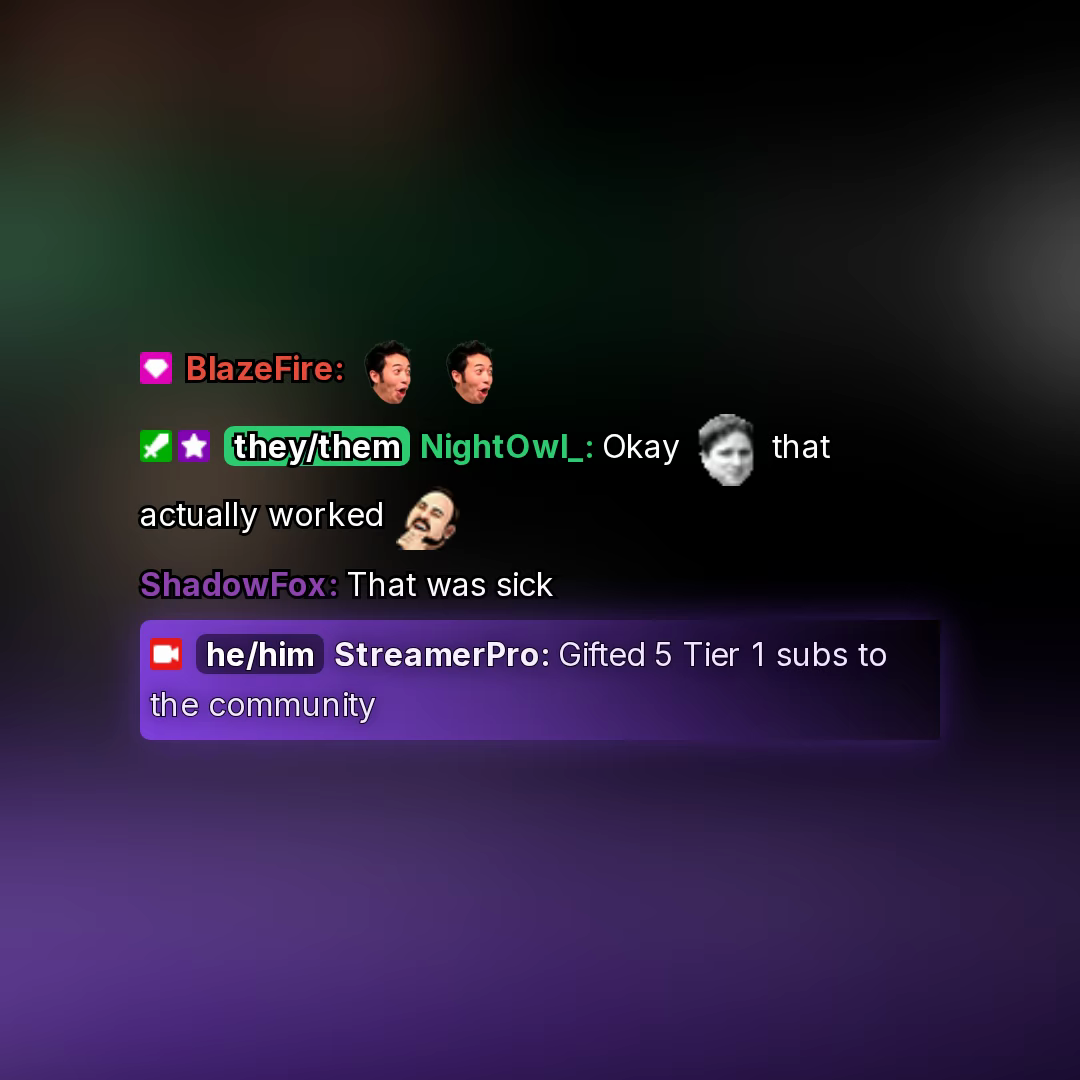 BlazeFire:
they/them NightOwl_: Okay that
actually worked
ShadowFox: That was sick
he/him StreamerPro: Gifted 5 Tier 1 subs to
the community